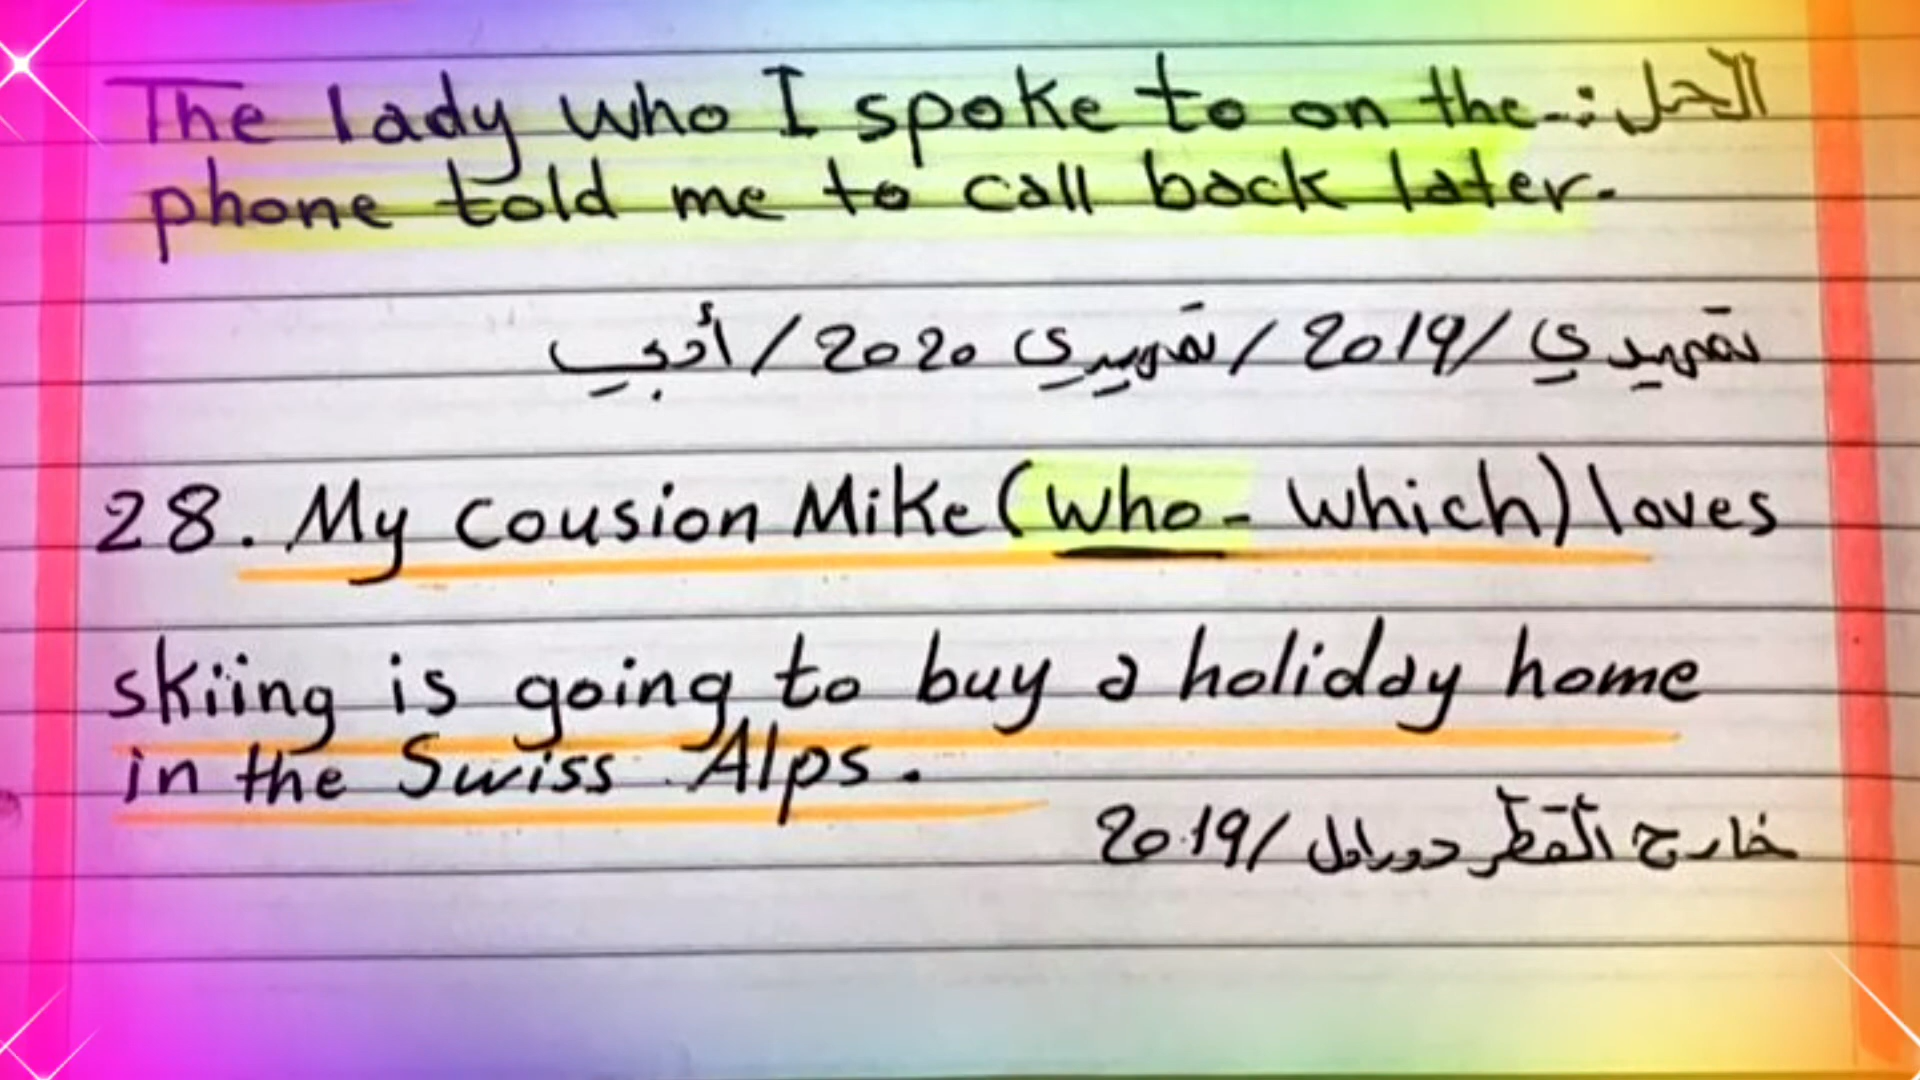 The lady who I spoke to on the -: الحل
phone told me to call back later.
تمهيدي /2019 / تمهيدي 2020 / أدبي
28. My cousion Mike (who - which) loves
skiing is going to buy a holiday home
in the Swiss Alps.
خارج القطر دور اول /2019